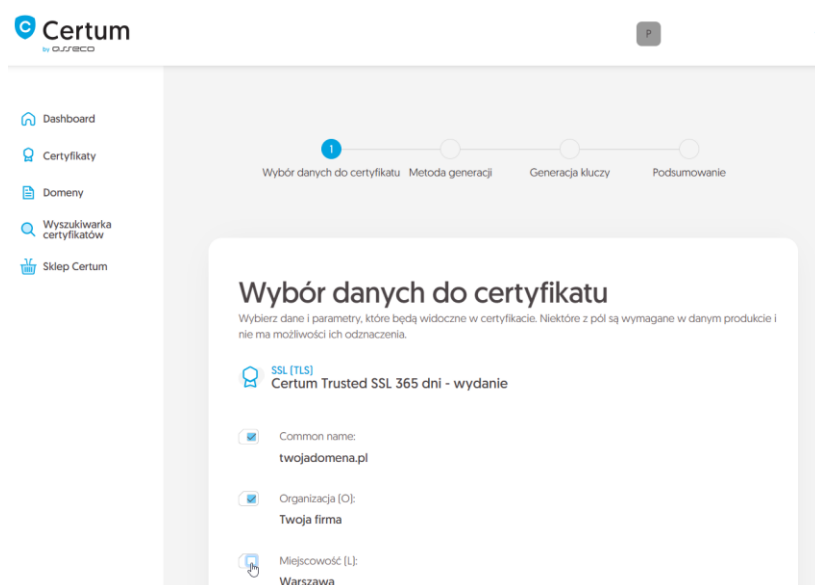 Certum
by asseco
P
Dashboard
Certyfikaty
Domeny
Wyszukiwarka
certyfikatów
Sklep Certum
1
Wybór danych do certyfikatu
Metoda generacji
Generacja kluczy
Podsumowanie
Wybór danych do certyfikatu
Wybierz dane i parametry, które będą widoczne w certyfikacie. Niektóre z pól są wymagane w danym produkcie i
nie ma możliwości ich odznaczenia.
SSL (TLS)
Certum Trusted SSL 365 dni - wydanie
Common name:
twojadomena.pl
Organizacja (O):
Twoja firma
Miejscowość (L):
Warszawa